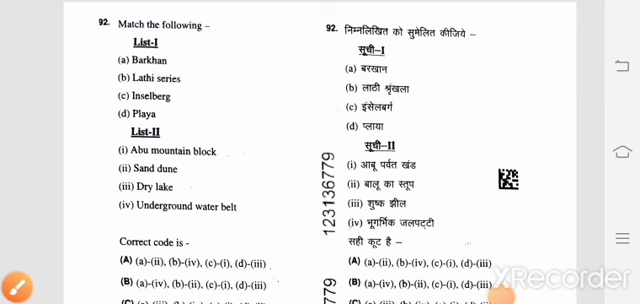 92. Match the following –
List-I
(a) Barkhan
(b) Lathi series
(c) Inselberg
(d) Playa
List-II
(i) Abu mountain block
(ii) Sand dune
(iii) Dry lake
(iv) Underground water belt
Correct code is -
(A) (a)-(ii), (b)-(iv), (c)-(i), (d)-(iii)
(B) (a)-(iv), (b)-(ii), (c)-(i), (d)-(iii)
92. निम्नलिखित को सुमेलित कीजिये –
सूची–I
(a) बरखान
(b) लाठी श्रृंखला
(c) इंसेलबर्ग
(d) प्लाया
सूची–II
(i) आबू पर्वत खंड
(ii) बालू का स्तूप
(iii) शुष्क झील
(iv) भूगर्भिक जलपट्टी
सही कूट है –
(A) (a)-(ii), (b)-(iv), (c)-(i), (d)-(iii)
(B) (a)-(iv), (b)-(ii), (c)-(i), (d)-(iii)
123136779
XRecorder